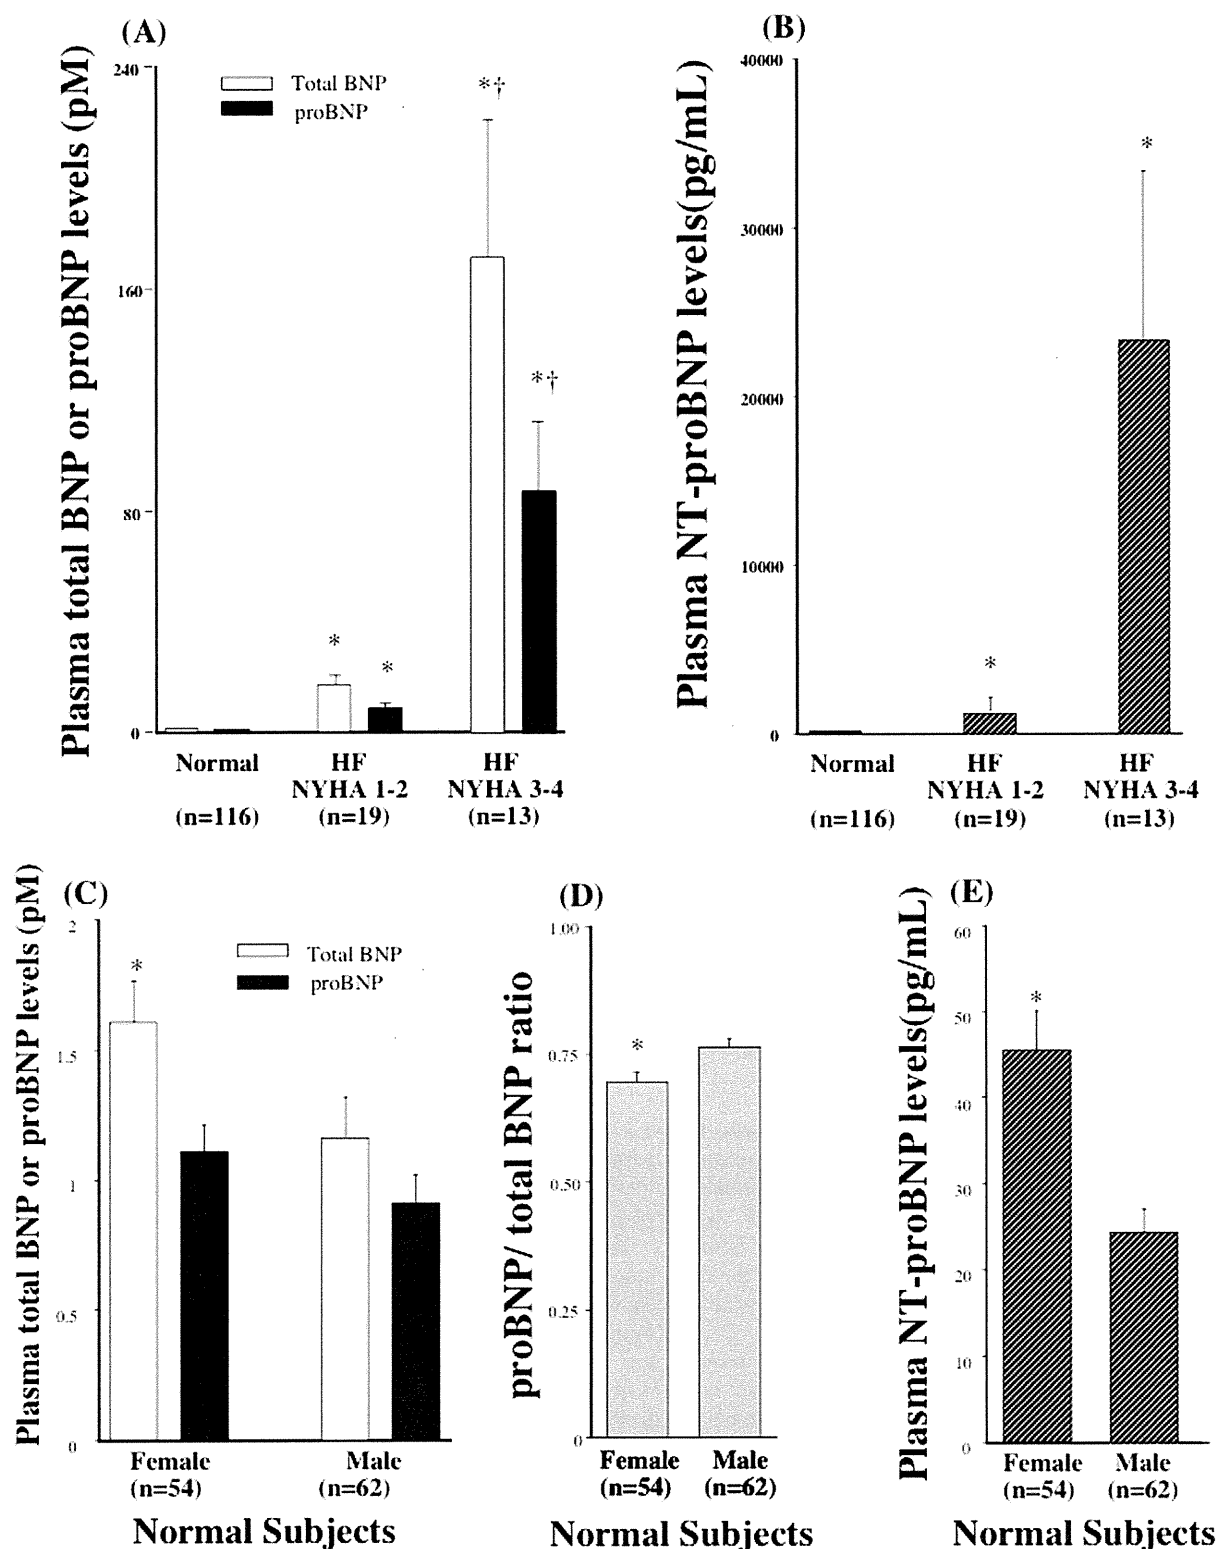 (A)
Plasma total BNP or proBNP levels (pM)
240
160
80
0
Total BNP
proBNP
*†
*†
*
*
Normal
(n=116)
HF
NYHA 1-2
(n=19)
HF
NYHA 3-4
(n=13)
(B)
Plasma NT-proBNP levels(pg/mL)
40000
30000
20000
10000
0
*
*
Normal
(n=116)
HF
NYHA 1-2
(n=19)
HF
NYHA 3-4
(n=13)
(C)
Plasma total BNP or proBNP levels (pM)
2
1.5
1
0.5
0
Total BNP
proBNP
*
Female
(n=54)
Male
(n=62)
Normal Subjects
(D)
proBNP/ total BNP ratio
1.00
0.75
0.50
0.25
0
*
Female
(n=54)
Male
(n=62)
Normal Subjects
(E)
Plasma NT-proBNP levels(pg/mL)
60
50
40
30
20
10
0
*
Female
(n=54)
Male
(n=62)
Normal Subjects